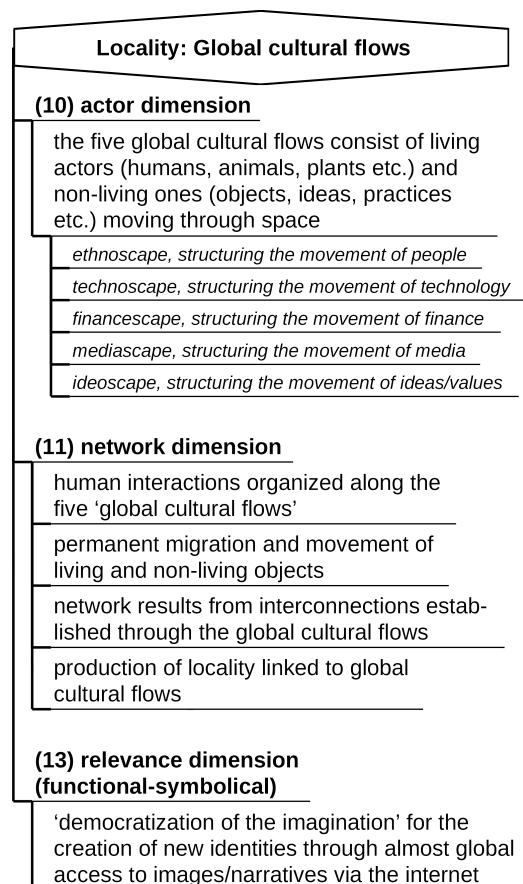 Locality: Global cultural flows
(10) actor dimension
the five global cultural flows consist of living
actors (humans, animals, plants etc.) and
non-living ones (objects, ideas, practices
etc.) moving through space
ethnoscape, structuring the movement of people
technoscape, structuring the movement of technology
financescape, structuring the movement of finance
mediascape, structuring the movement of media
ideoscape, structuring the movement of ideas/values
(11) network dimension
human interactions organized along the
five ‘global cultural flows’
permanent migration and movement of
living and non-living objects
network results from interconnections estab-
lished through the global cultural flows
production of locality linked to global
cultural flows
(13) relevance dimension
(functional-symbolical)
‘democratization of the imagination’ for the
creation of new identities through almost global
access to images/narratives via the internet